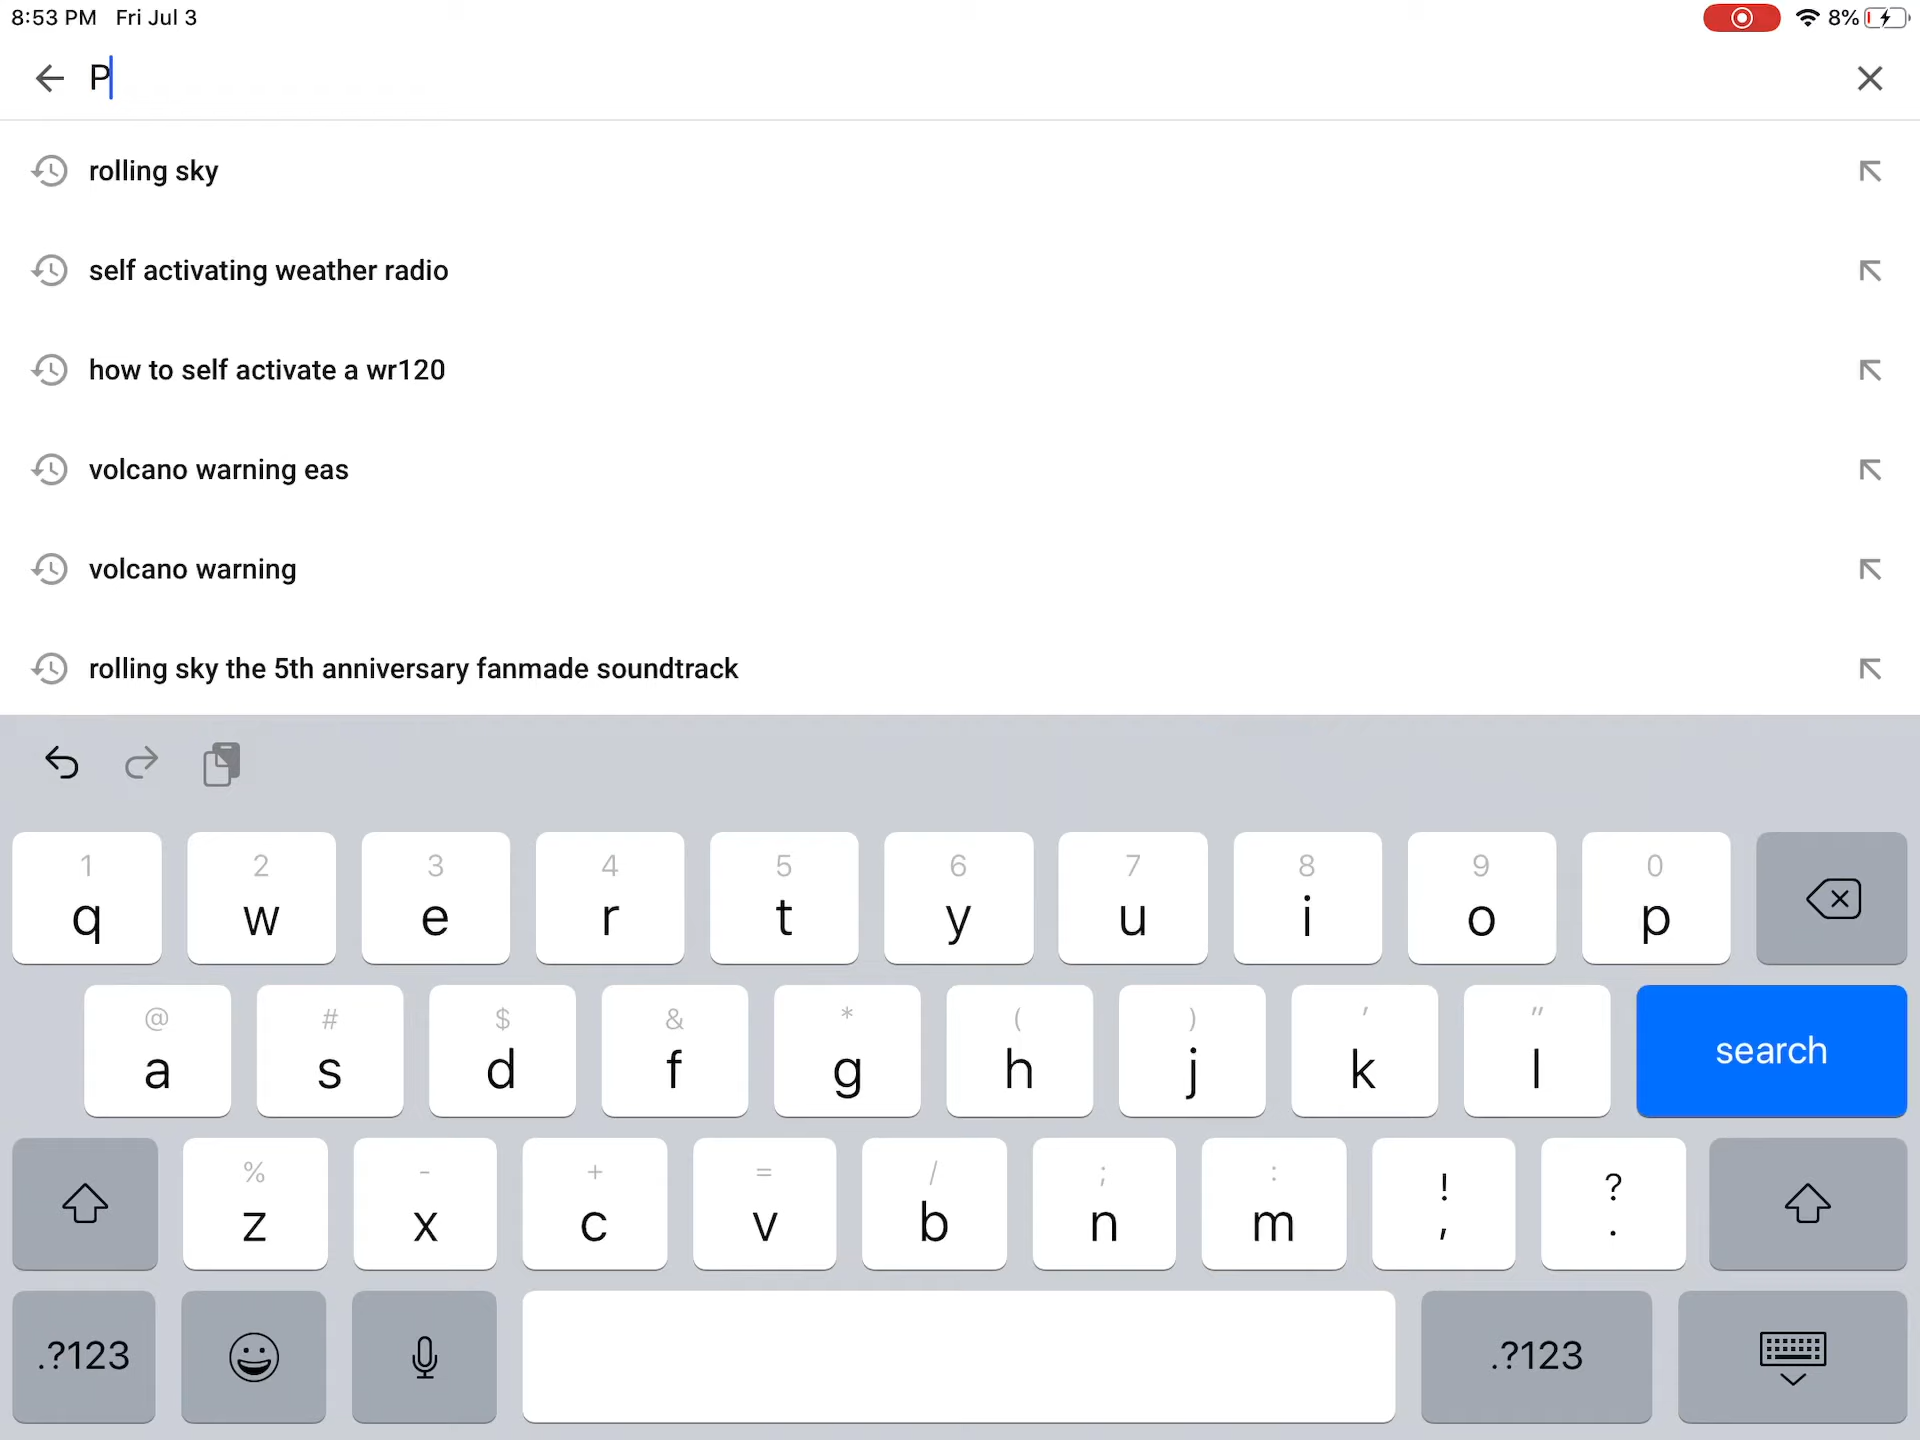 8:53 PM Fri Jul 3 8%
P
rolling sky
self activating weather radio
how to self activate a wr120
volcano warning eas
volcano warning
rolling sky the 5th anniversary fanmade soundtrack
1 2 3 4 5 6 7 8 9 0
q w e r t y u i o p
@ # $ & * ( ) ' "
a s d f g h j k l search
% - + = / ; : ! ?
z x c v b n m , .
.?123 .?123